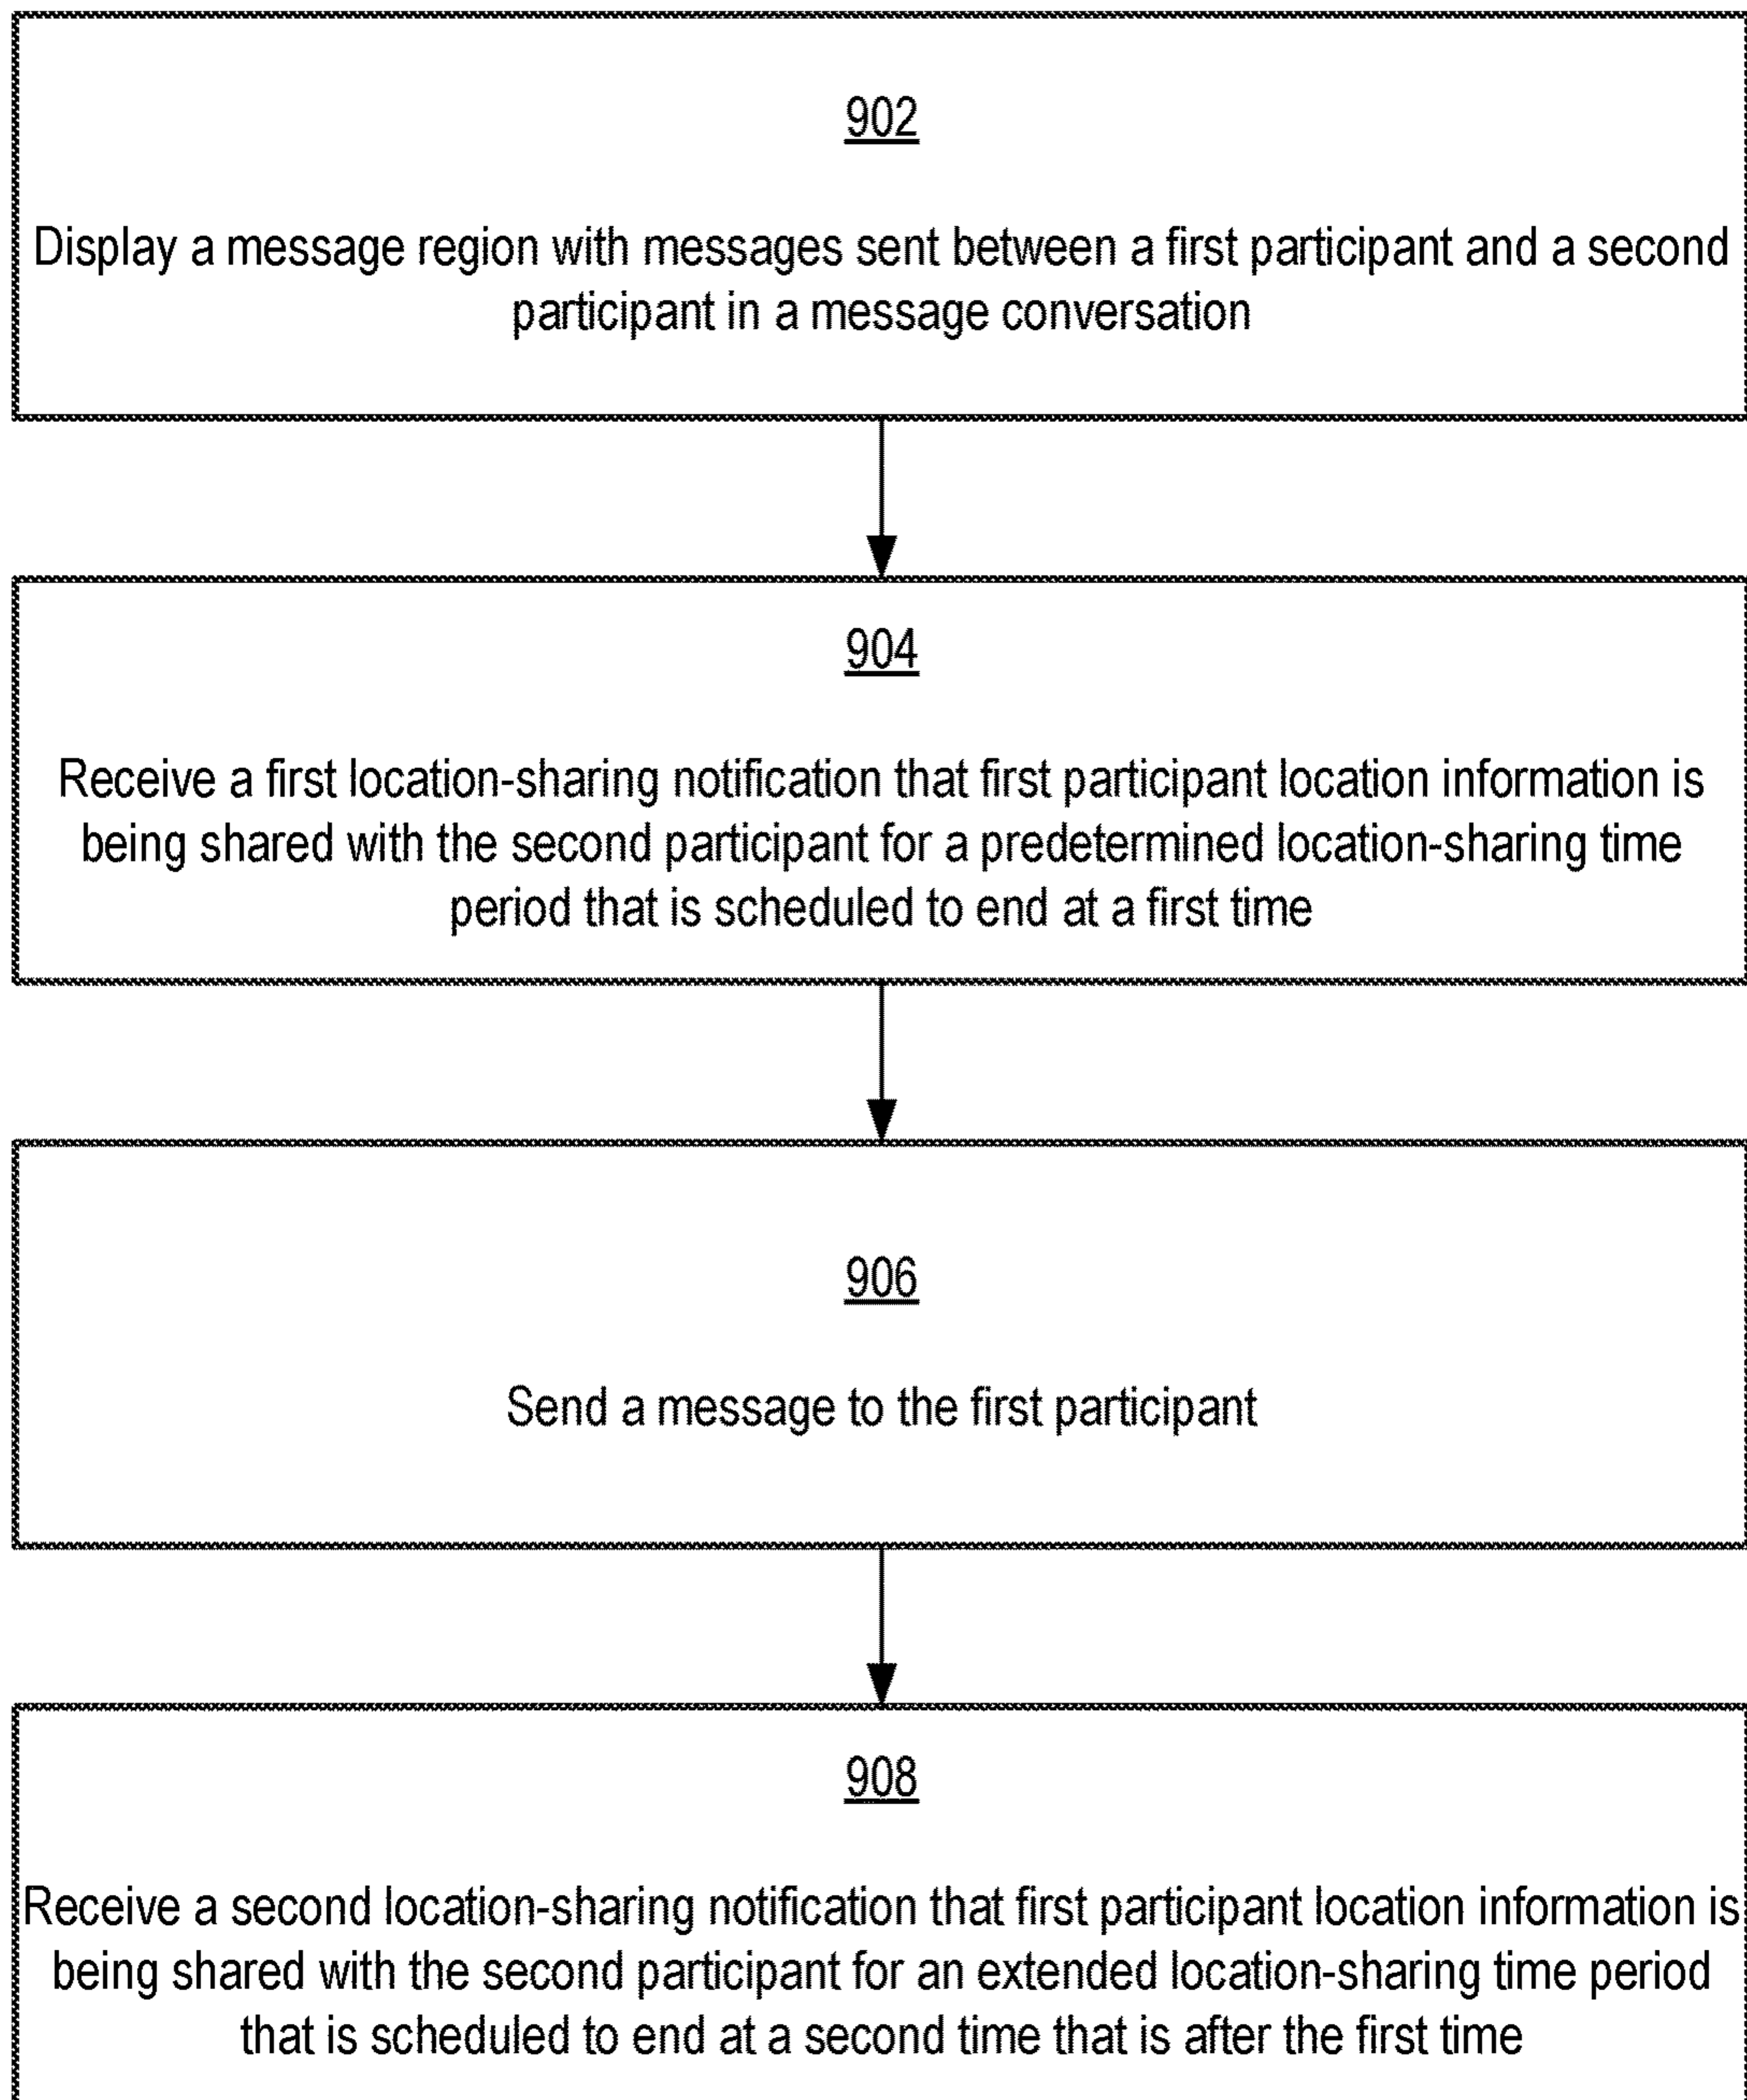 902
Display a message region with messages sent between a first participant and a second
participant in a message conversation
904
Receive a first location-sharing notification that first participant location information is
being shared with the second participant for a predetermined location-sharing time
period that is scheduled to end at a first time
906
Send a message to the first participant
908
Receive a second location-sharing notification that first participant location information is
being shared with the second participant for an extended location-sharing time period
that is scheduled to end at a second time that is after the first time